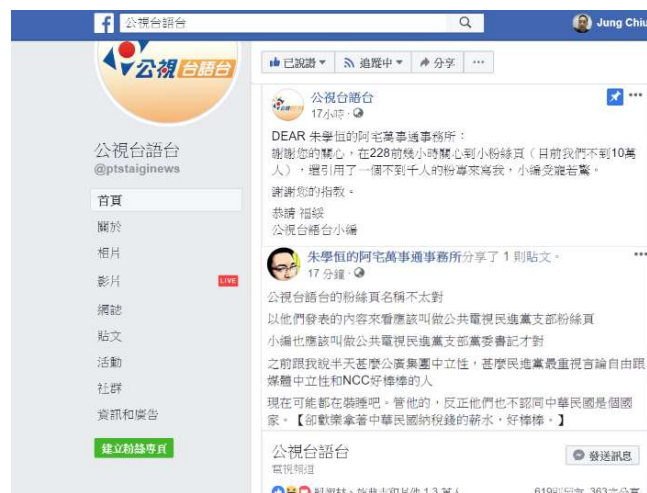 公視台語台
Jung Chiu
公視 台語台
已說讚
追蹤中
分享
公視台語台
@ptstaiginews
首頁
關於
相片
影片
LIVE
網誌
貼文
活動
社群
資訊和廣告
建立粉絲專頁
公視台語台
17小時
DEAR 朱學恒的阿宅萬事通事務所：
謝謝您的關心，在228前幾小時關心到小粉絲頁（目前我們不到10萬
人），還引用了一個不到千人的粉專來寫我，小編受寵若驚。
謝謝您的指教。
恭請 福綏
公視台語台小編
朱學恒的阿宅萬事通事務所分享了 1 則貼文。
17 分鐘
公視台語台的粉絲頁名稱不太對
以他們發表的內容來看應該叫做公共電視民進黨支部粉絲頁
小編也應該叫做公共電視民進黨支部黨委書記才對
之前跟我說半天甚麼公廣集團中立性，甚麼民進黨最重視言論自由跟
媒體中立性和NCC好棒棒的人
現在可能都在裝睡吧。管他的，反正他們也不認同中華民國是個國
家。【卻歡樂拿著中華民國納稅錢的薪水，好棒棒。】
公視台語台
電視頻道
發送訊息